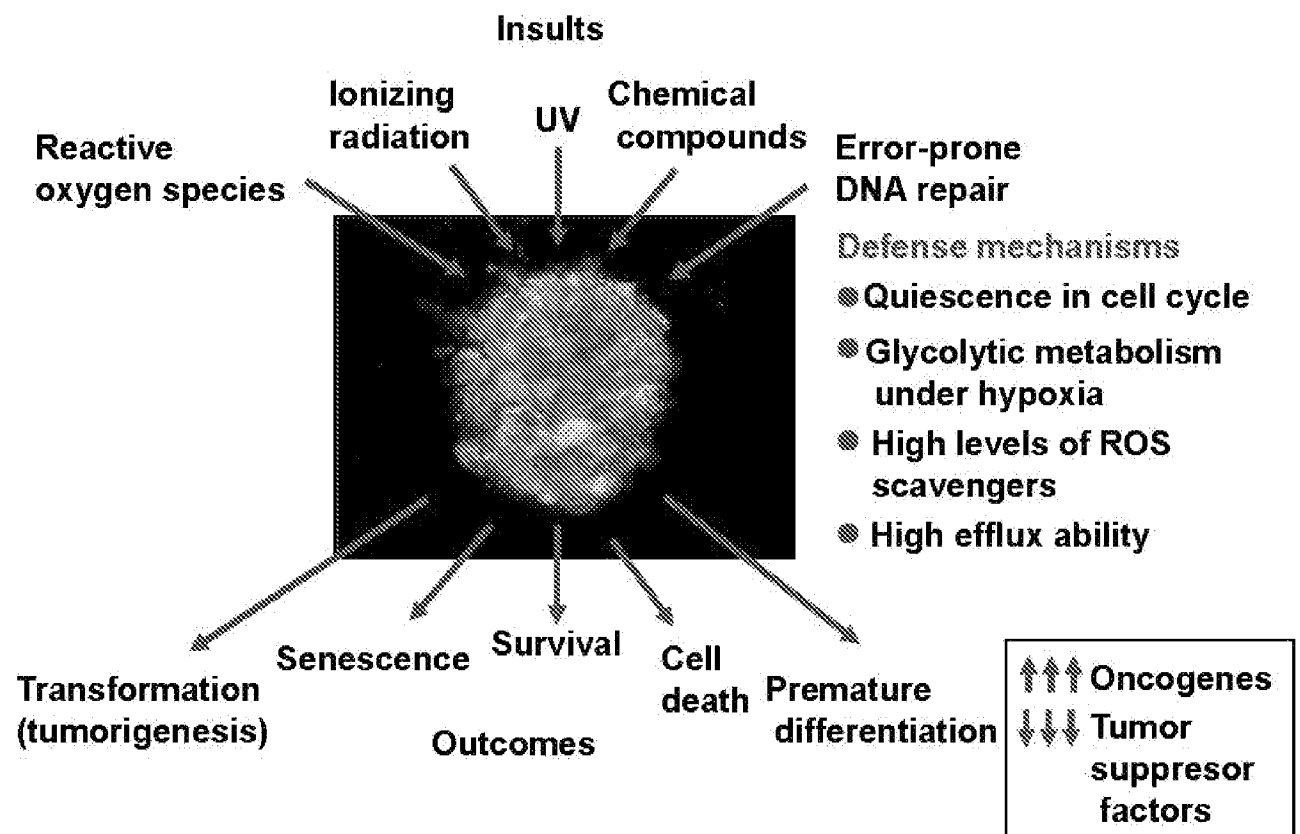 Insults
Ionizing
radiation
UV
Chemical
compounds
Reactive
oxygen species
Error-prone
DNA repair
Defense mechanisms
Quiescence in cell cycle
Glycolytic metabolism
under hypoxia
High levels of ROS
scavengers
High efflux ability
Transformation
(tumorigenesis)
Senescence
Survival
Cell
death
Premature
differentiation
Outcomes
↑↑↑ Oncogenes
↓↓↓ Tumor
suppresor
factors